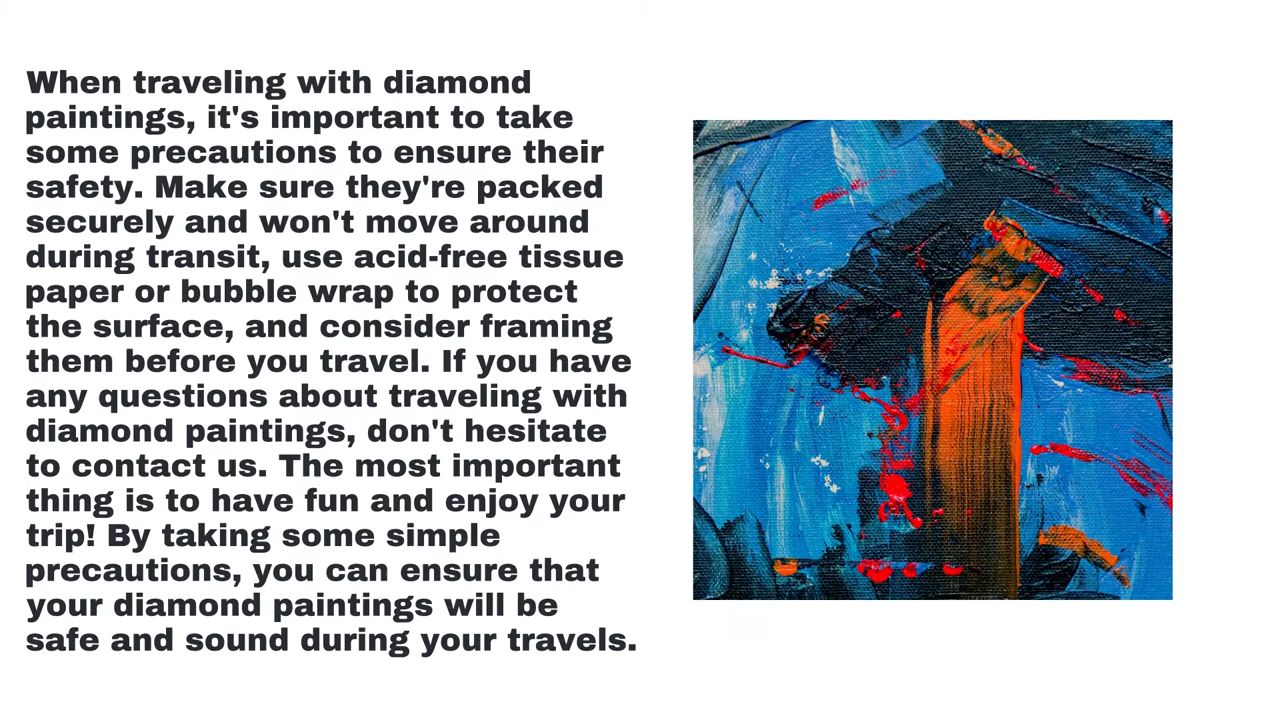 When traveling with diamond
paintings, it's important to take
some precautions to ensure their
safety. Make sure they're packed
securely and won't move around
during transit, use acid-free tissue
paper or bubble wrap to protect
the surface, and consider framing
them before you travel. If you have
any questions about traveling with
diamond paintings, don't hesitate
to contact us. The most important
thing is to have fun and enjoy your
trip! By taking some simple
precautions, you can ensure that
your diamond paintings will be
safe and sound during your travels.